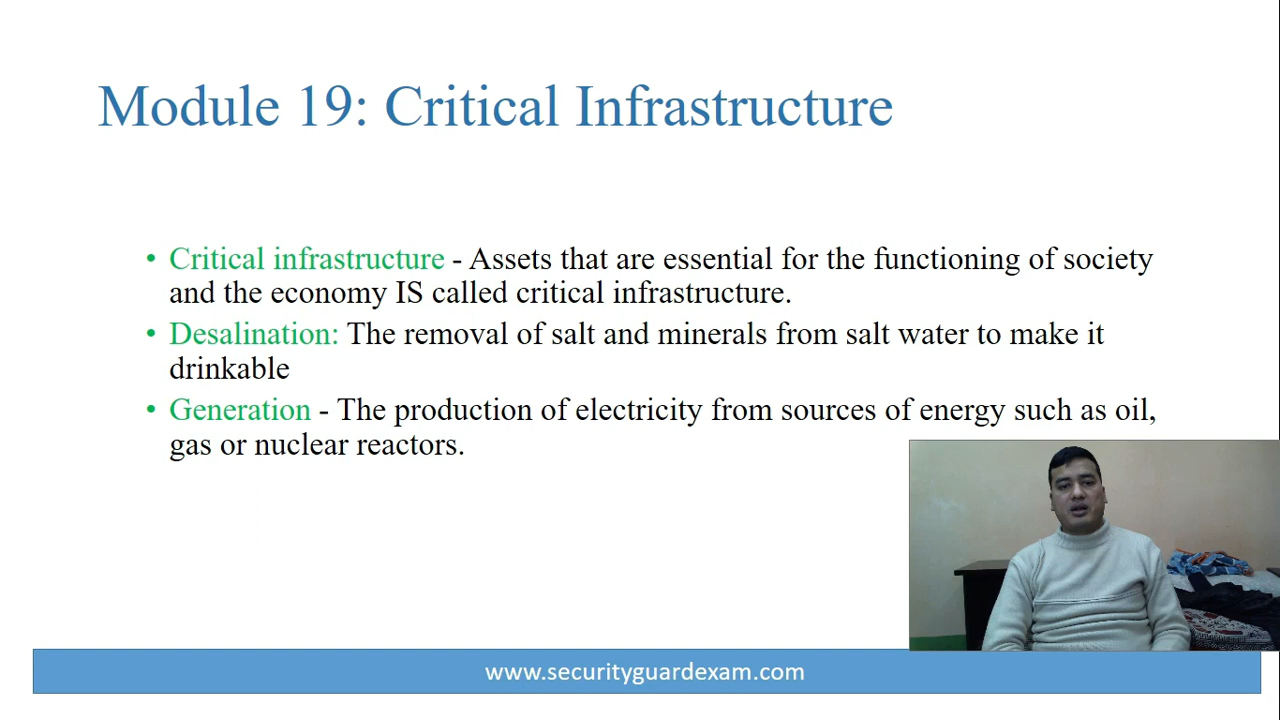 Module 19: Critical Infrastructure
• Critical infrastructure - Assets that are essential for the functioning of society
and the economy IS called critical infrastructure.
• Desalination: The removal of salt and minerals from salt water to make it
drinkable
• Generation - The production of electricity from sources of energy such as oil,
gas or nuclear reactors.
www.securityguardexam.com